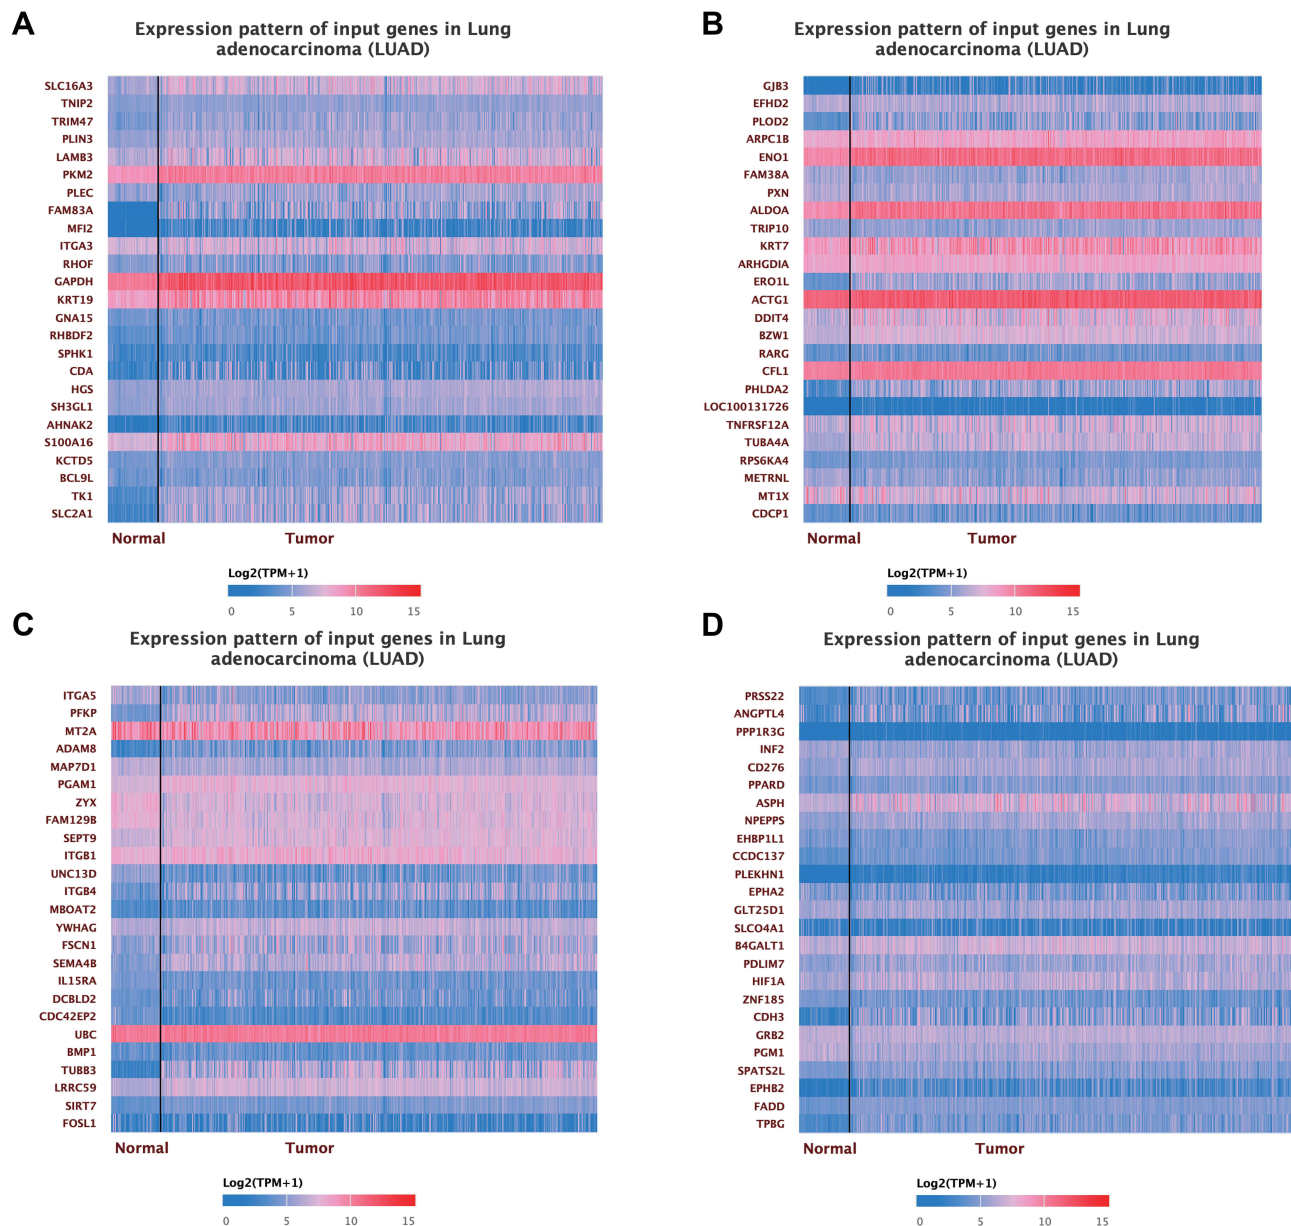 A
Expression pattern of input genes in Lung
adenocarcinoma (LUAD)
SLC16A3
TNIP2
TRIM47
PLIN3
LAMB3
PKM2
PLEC
FAM83A
MFI2
ITGA3
RHOF
GAPDH
KRT19
GNA15
RHBDF2
SPHK1
CDA
HGS
SH3GL1
AHNAK2
S100A16
KCTD5
BCL9L
TK1
SLC2A1
Normal Tumor
Log2(TPM+1)
0 5 10 15
B
Expression pattern of input genes in Lung
adenocarcinoma (LUAD)
GJB3
EFHD2
PLOD2
ARPC1B
ENO1
FAM38A
PXN
ALDOA
TRIP10
KRT7
ARHGDIA
ERO1L
ACTG1
DDIT4
BZW1
RARG
CFL1
PHLDA2
LOC100131726
TNFRSF12A
TUBA4A
RPS6KA4
METRNL
MT1X
CDCP1
Normal Tumor
Log2(TPM+1)
0 5 10 15
C
Expression pattern of input genes in Lung
adenocarcinoma (LUAD)
ITGA5
PFKP
MT2A
ADAM8
MAP7D1
PGAM1
ZYX
FAM129B
SEPT9
ITGB1
UNC13D
ITGB4
MBOAT2
YWHAG
FSCN1
SEMA4B
IL15RA
DCBLD2
CDC42EP2
UBC
BMP1
TUBB3
LRRC59
SIRT7
FOSL1
Normal Tumor
Log2(TPM+1)
0 5 10 15
D
Expression pattern of input genes in Lung
adenocarcinoma (LUAD)
PRSS22
ANGPTL4
PPP1R3G
INF2
CD276
PPARD
ASPH
NPEPPS
EHBP1L1
CCDC137
PLEKHN1
EPHA2
GLT25D1
SLCO4A1
B4GALT1
PDLIM7
HIF1A
ZNF185
CDH3
GRB2
PGM1
SPATS2L
EPHB2
FADD
TPBG
Normal Tumor
Log2(TPM+1)
0 5 10 15